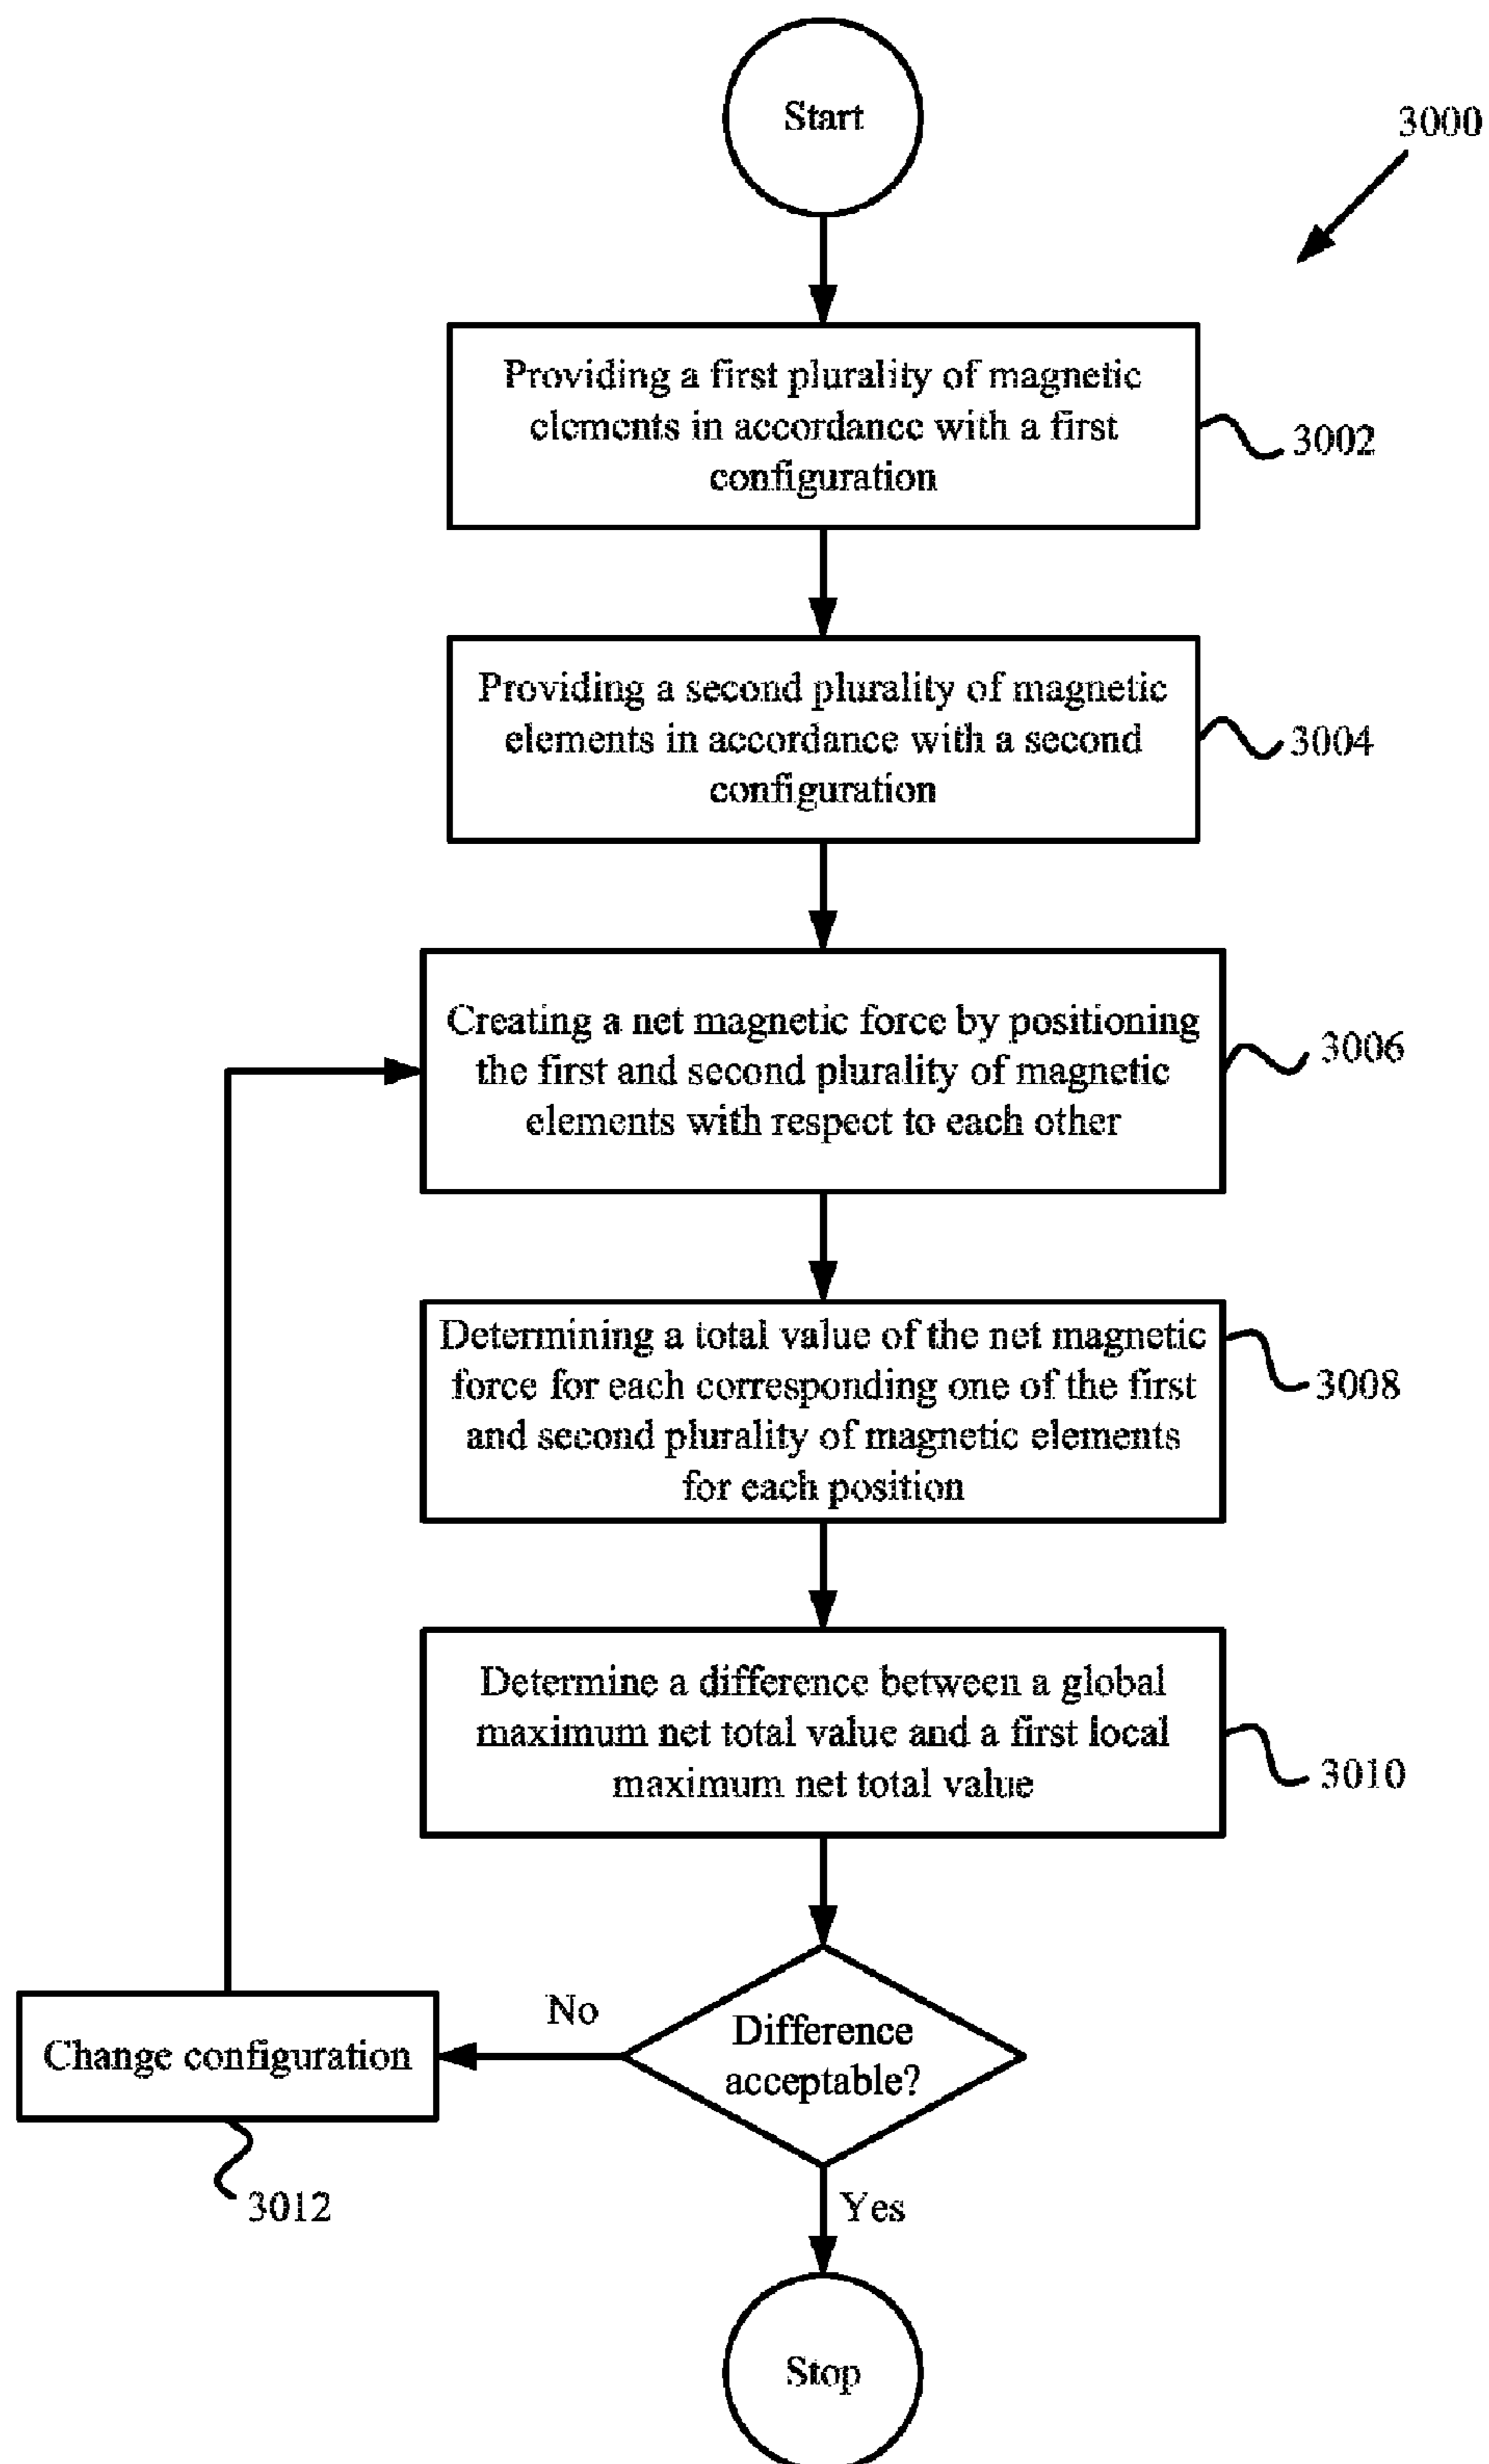 Start
3000
Providing a first plurality of magnetic
elements in accordance with a first
configuration
3002
Providing a second plurality of magnetic
elements in accordance with a second
configuration
3004
Creating a net magnetic force by positioning
the first and second plurality of magnetic
elements with respect to each other
3006
Determining a total value of the net magnetic
force for each corresponding one of the first
and second plurality of magnetic elements
for each position
3008
Determine a difference between a global
maximum net total value and a first local
maximum net total value
3010
Difference
acceptable?
No
Change configuration
3012
Yes
Stop